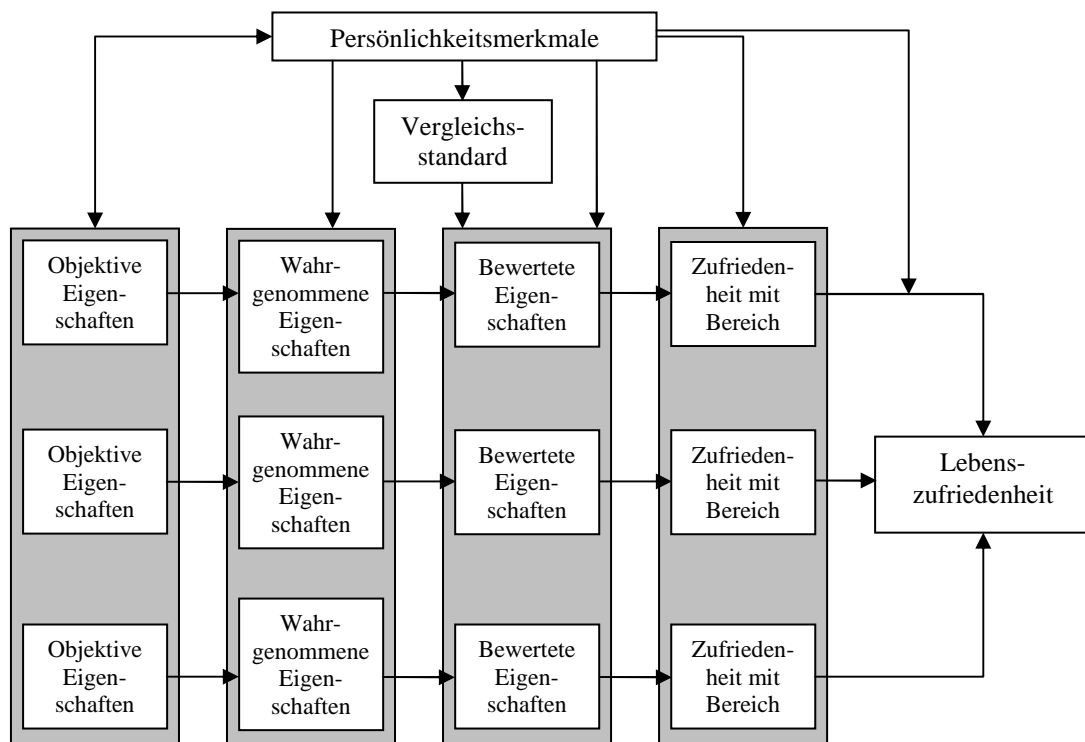 Persönlichkeitsmerkmale
Vergleichs-
standard
Objektive
Eigen-
schaften
Wahr-
genommene
Eigen-
schaften
Bewertete
Eigen-
schaften
Zufrieden-
heit mit
Bereich
Objektive
Eigen-
schaften
Wahr-
genommene
Eigen-
schaften
Bewertete
Eigen-
schaften
Zufrieden-
heit mit
Bereich
Lebens-
zufriedenheit
Objektive
Eigen-
schaften
Wahr-
genommene
Eigen-
schaften
Bewertete
Eigen-
schaften
Zufrieden-
heit mit
Bereich